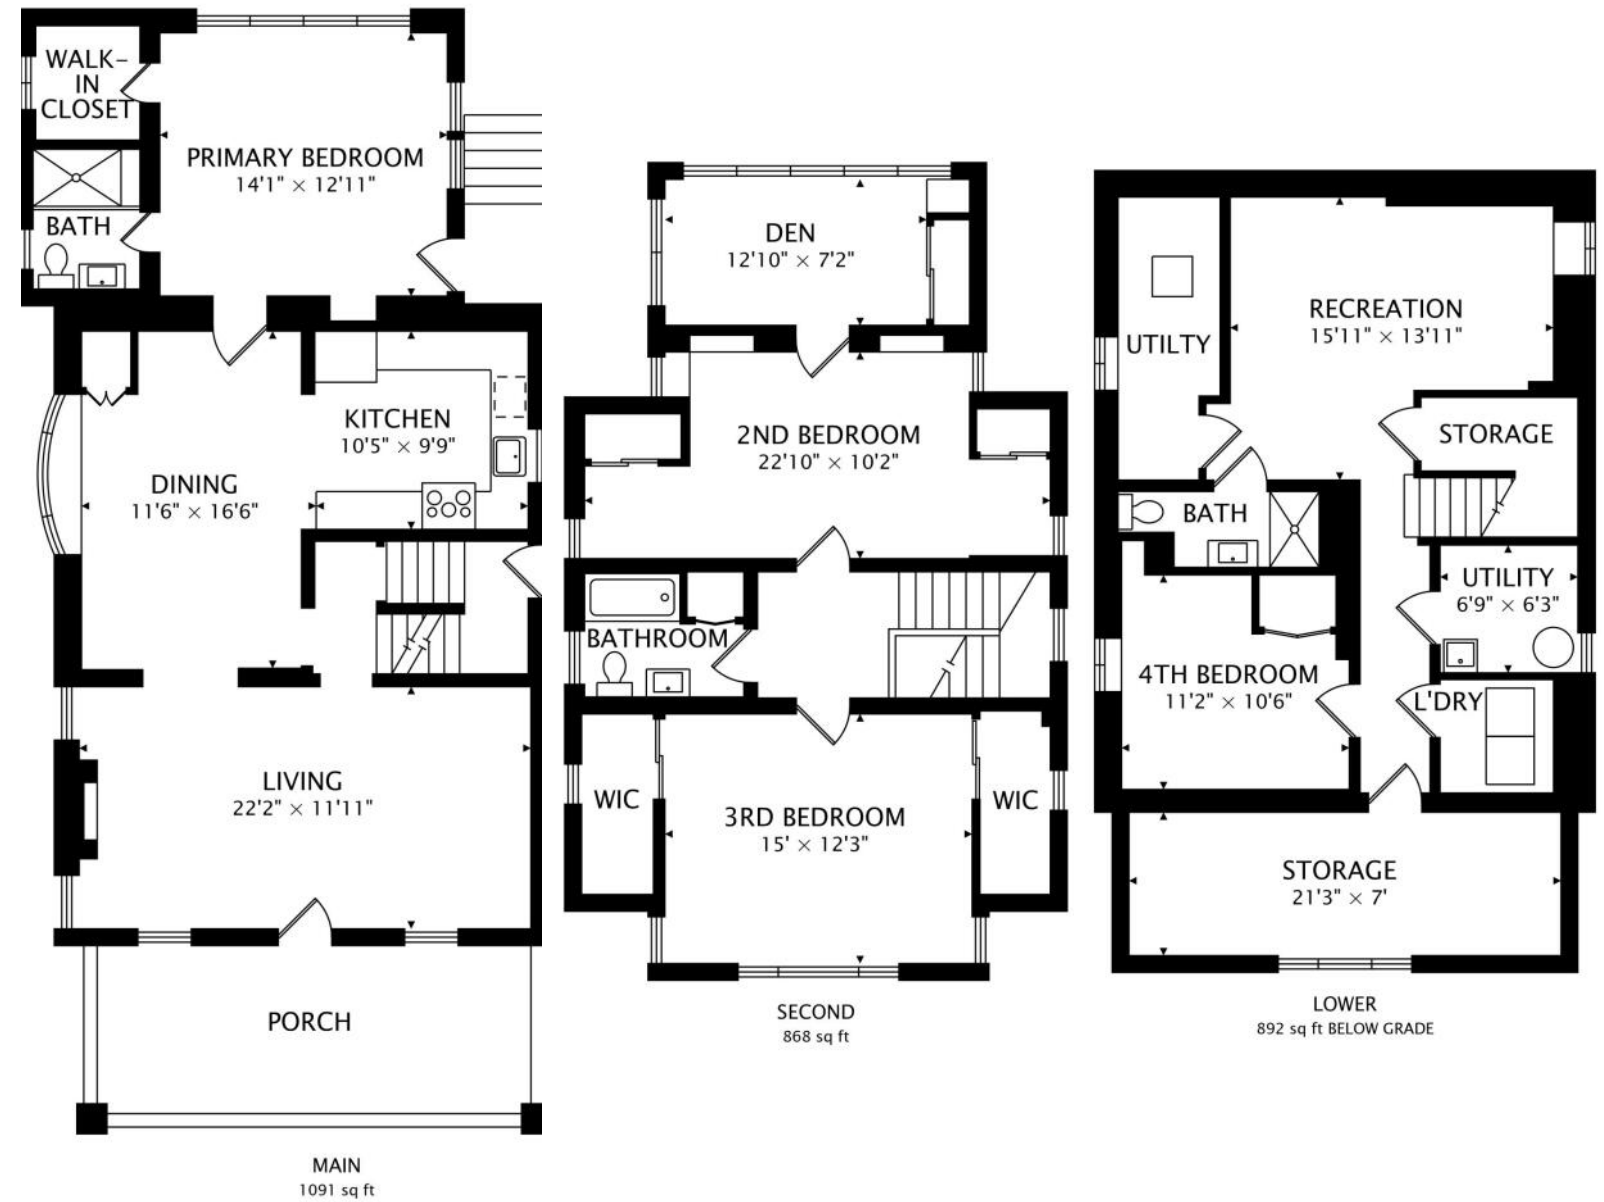 WALK-
IN
CLOSET
PRIMARY BEDROOM
14'1" × 12'11"
BATH
KITCHEN
10'5" × 9'9"
DINING
11'6" × 16'6"
LIVING
22'2" × 11'11"
PORCH
MAIN
1091 sq ft
DEN
12'10" × 7'2"
2ND BEDROOM
22'10" × 10'2"
BATHROOM
WIC
3RD BEDROOM
15' × 12'3"
WIC
SECOND
868 sq ft
UTILTY
RECREATION
15'11" × 13'11"
STORAGE
BATH
UTILITY
6'9" × 6'3"
4TH BEDROOM
11'2" × 10'6"
L'DRY
STORAGE
21'3" × 7'
LOWER
892 sq ft BELOW GRADE